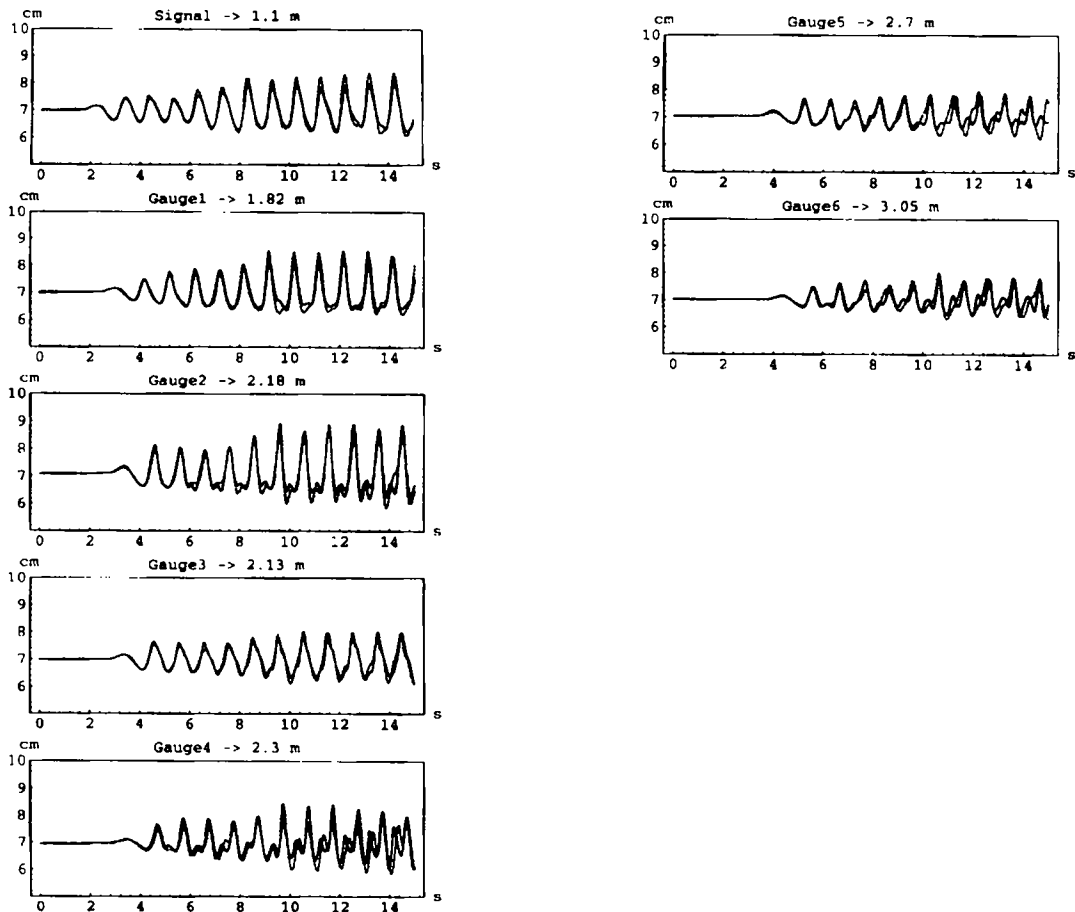 cm
Signal -> 1.1 m
10
9
8
7
6
0 2 4 6 8 10 12 14
s
cm
Gauge1 -> 1.82 m
10
9
8
7
6
0 2 4 6 8 10 12 14
s
cm
Gauge2 -> 2.18 m
10
9
8
7
6
0 2 4 6 8 10 12 14
s
cm
Gauge3 -> 2.13 m
10
9
8
7
6
0 2 4 6 8 10 12 14
s
cm
Gauge4 -> 2.3 m
10
9
8
7
6
0 2 4 6 8 10 12 14
s
cm
Gauge5 -> 2.7 m
10
9
8
7
6
0 2 4 6 8 10 12 14
s
cm
Gauge6 -> 3.05 m
10
9
8
7
6
0 2 4 6 8 10 12 14
s